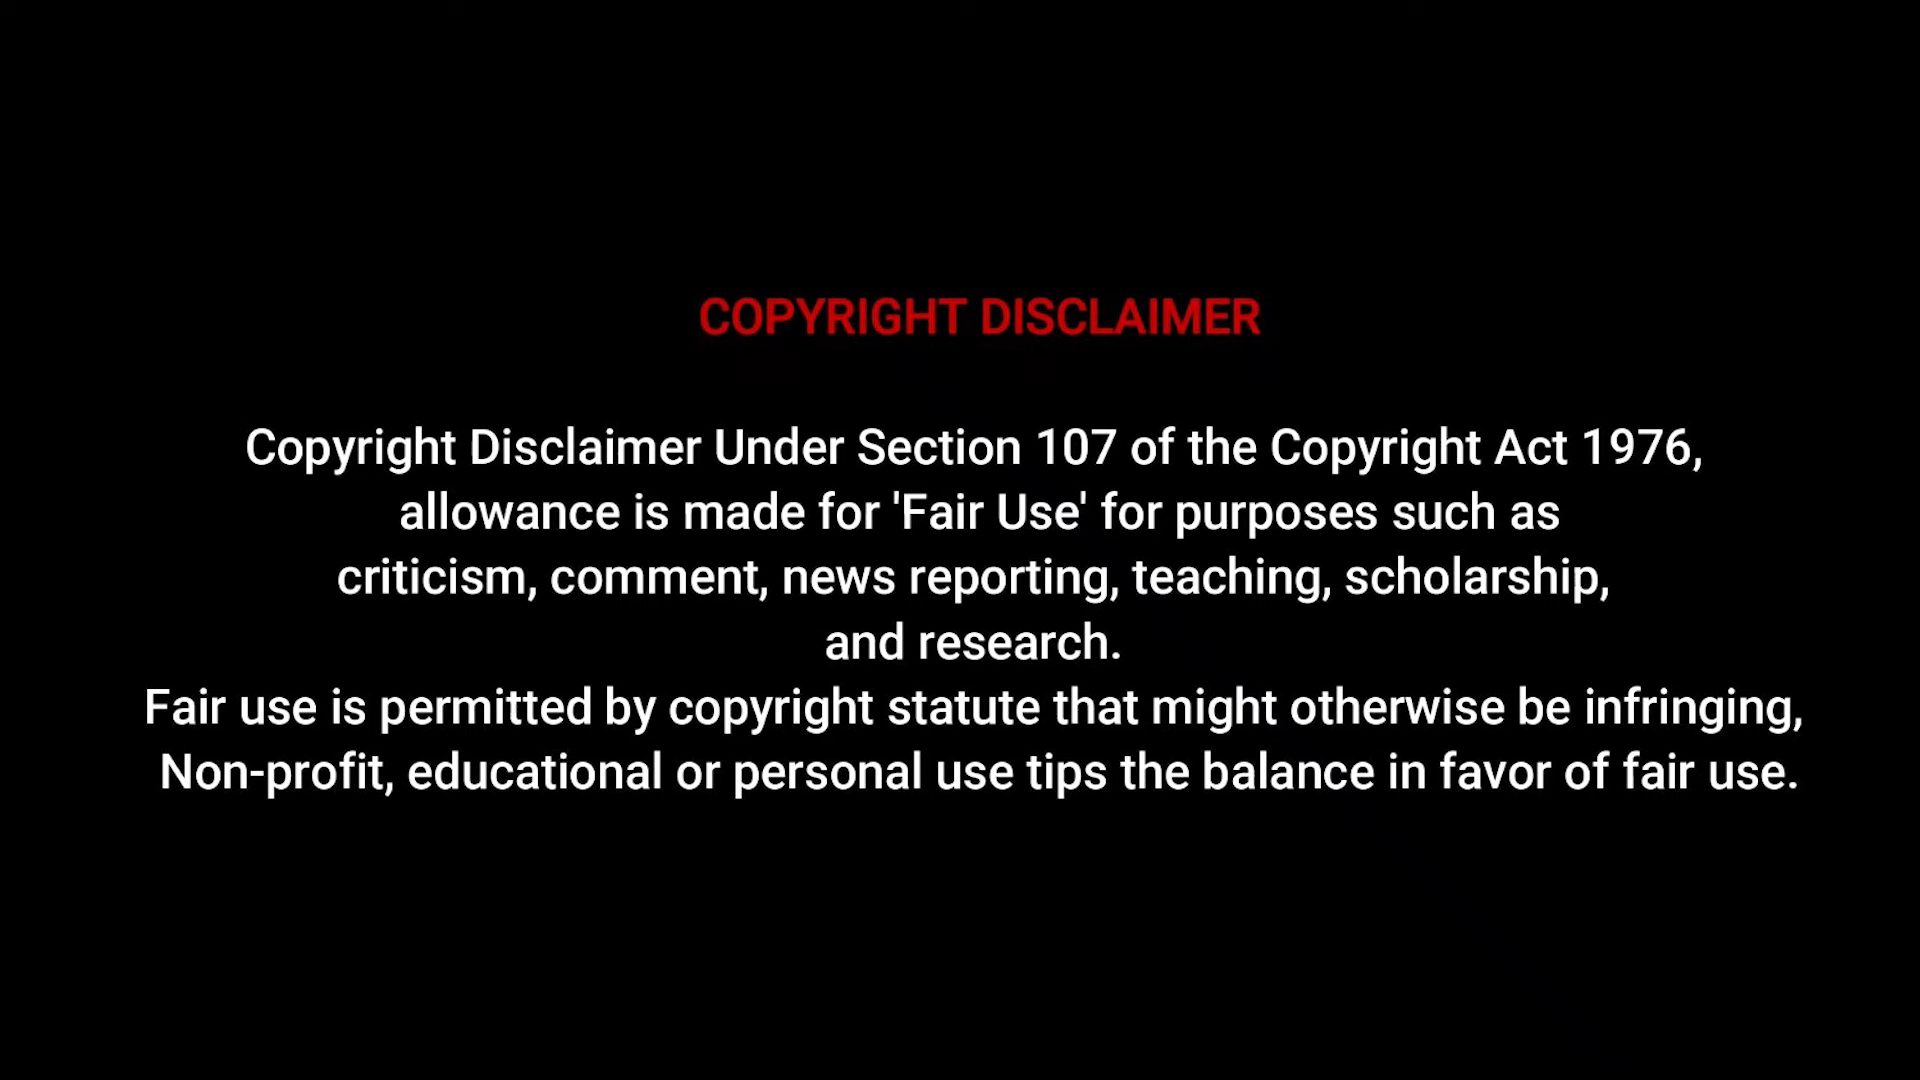 COPYRIGHT DISCLAIMER
Copyright Disclaimer Under Section 107 of the Copyright Act 1976,
allowance is made for 'Fair Use' for purposes such as
criticism, comment, news reporting, teaching, scholarship,
and research.
Fair use is permitted by copyright statute that might otherwise be infringing,
Non-profit, educational or personal use tips the balance in favor of fair use.